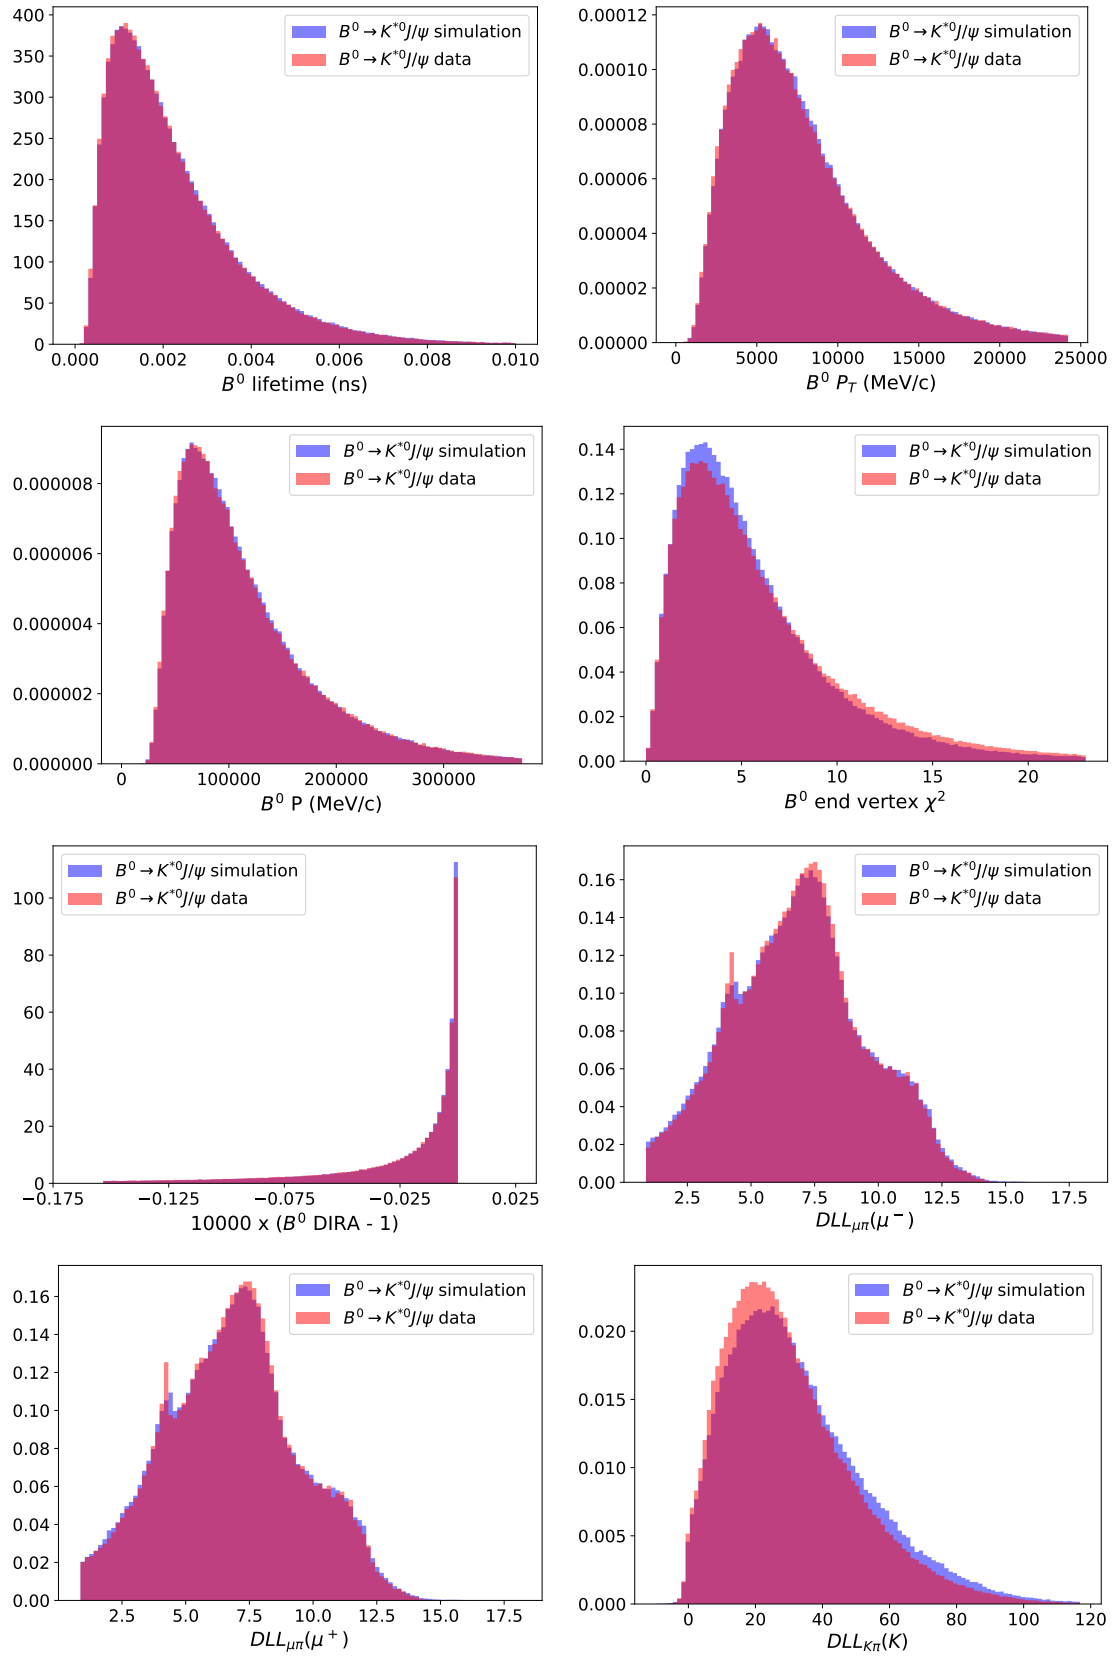 400
350
300
250
200
150
100
50
0
B⁰ → K*⁰J/ψ simulation
B⁰ → K*⁰J/ψ data
0.000 0.002 0.004 0.006 0.008 0.010
B⁰ lifetime (ns)
0.00012
0.00010
0.00008
0.00006
0.00004
0.00002
0.00000
B⁰ → K*⁰J/ψ simulation
B⁰ → K*⁰J/ψ data
0 5000 10000 15000 20000 25000
B⁰ P_T (MeV/c)
0.000008
0.000006
0.000004
0.000002
0.000000
B⁰ → K*⁰J/ψ simulation
B⁰ → K*⁰J/ψ data
0 100000 200000 300000
B⁰ P (MeV/c)
0.14
0.12
0.10
0.08
0.06
0.04
0.02
0.00
B⁰ → K*⁰J/ψ simulation
B⁰ → K*⁰J/ψ data
0 5 10 15 20
B⁰ end vertex χ²
100
80
60
40
20
0
B⁰ → K*⁰J/ψ simulation
B⁰ → K*⁰J/ψ data
−0.175 −0.125 −0.075 −0.025 0.025
10000 x (B⁰ DIRA - 1)
0.16
0.14
0.12
0.10
0.08
0.06
0.04
0.02
0.00
B⁰ → K*⁰J/ψ simulation
B⁰ → K*⁰J/ψ data
2.5 5.0 7.5 10.0 12.5 15.0 17.5
DLL_μπ(μ⁻)
0.16
0.14
0.12
0.10
0.08
0.06
0.04
0.02
0.00
B⁰ → K*⁰J/ψ simulation
B⁰ → K*⁰J/ψ data
2.5 5.0 7.5 10.0 12.5 15.0 17.5
DLL_μπ(μ⁺)
0.020
0.015
0.010
0.005
0.000
B⁰ → K*⁰J/ψ simulation
B⁰ → K*⁰J/ψ data
0 20 40 60 80 100 120
DLL_Kπ(K)